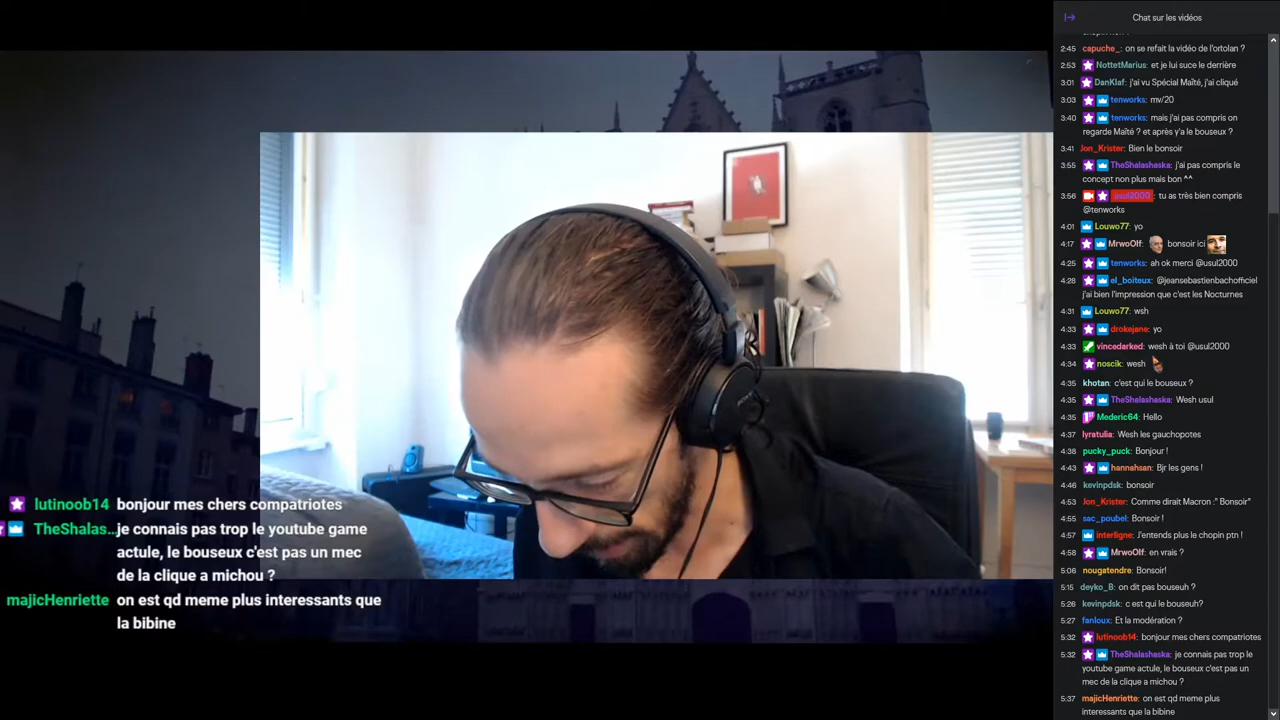 Chat sur les vidéos
2:45 capuche_: on se refait la vidéo de l'ortolan ?
2:53 NottetMarius: et je lui suce le derrière
3:01 DanKlaf: j'ai vu Spécial Maïté, j'ai cliqué
3:03 tenworks: mv/20
3:40 tenworks: mais j'ai pas compris on
regarde Maïté ? et après y'a le bouseux ?
3:41 Jon_Krister: Bien le bonsoir
3:55 TheShalashaska: j'ai pas compris le
concept non plus mais bon ^^
3:56 usul2000: tu as très bien compris
@tenworks
4:01 Louwo77: yo
4:17 MrwoOlf: bonsoir ici
4:25 tenworks: ah ok merci @usul2000
4:28 el_boiteux: @jeansebastienbachofficiel
j'ai bien l'impression que c'est les Nocturnes
4:31 Louwo77: wsh
4:33 drokejane: yo
4:33 vincedarked: wesh à toi @usul2000
4:34 noscik: wesh
4:35 khotan: c'est qui le bouseux ?
4:35 TheShalashaska: Wesh usul
4:35 Mederic64: Hello
4:37 lyratulia: Wesh les gauchopotes
4:38 pucky_puck: Bonjour !
4:43 hannahsan: Bjr les gens !
4:46 kevinpdsk: bonsoir
4:53 Jon_Krister: Comme dirait Macron :" Bonsoir"
4:55 sac_poubel: Bonsoir !
4:57 interligne: J'entends plus le chopin ptn !
4:58 MrwoOlf: en vrais ?
5:06 nougatendre: Bonsoir!
5:15 deyko_B: on dit pas bouseuh ?
5:26 kevinpdsk: c est qui le bouseuh?
5:27 fanloux: Et la modération ?
5:32 lutinoob14: bonjour mes chers compatriotes
5:32 TheShalashaska: je connais pas trop le
youtube game actule, le bouseux c'est pas un
mec de la clique a michou ?
5:37 majicHenriette: on est qd meme plus
interessants que la bibine
lutinoob14 bonjour mes chers compatriotes
TheShalas... je connais pas trop le youtube game
actule, le bouseux c'est pas un mec
de la clique a michou ?
majicHenriette on est qd meme plus interessants que
la bibine